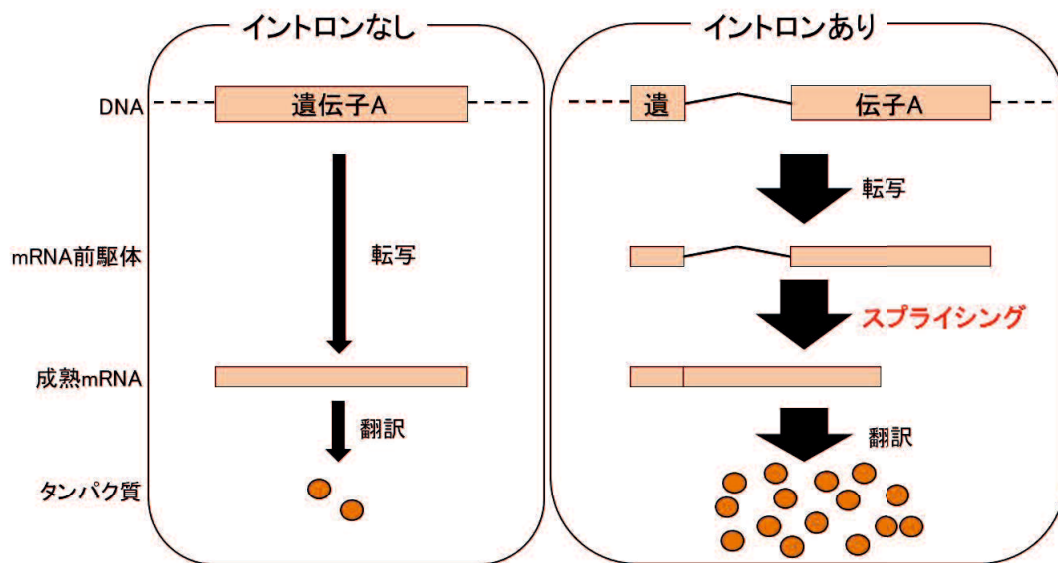 イントロンなし
イントロンあり
DNA
遺伝子A
遺
伝子A
転写
mRNA前駆体
転写
スプライシング
成熟mRNA
翻訳
翻訳
タンパク質